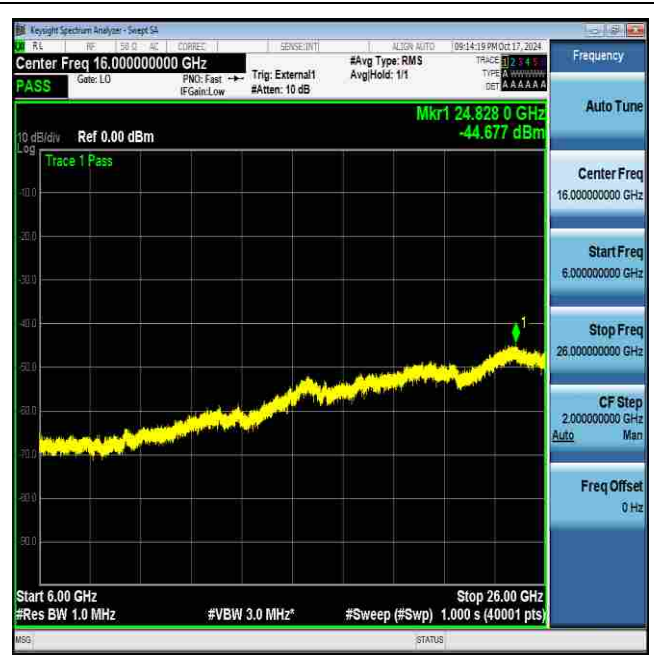 Keysight Spectrum Analyzer - Swept SA
RL RF 50 Ω AC CORREC SENSE:INT ALIGN AUTO 09:14:19 PM Oct 17, 2024
Center Freq 16.000000000 GHz
#Avg Type: RMS
TRACE 1 2 3 4 5 6
PASS
Gate: LO
PNO: Fast
Trig: External1
Avg|Hold: 1/1
TYPE A WWWWW
IFGain:Low
#Atten: 10 dB
DET A A A A A A
Mkr1 24.828 0 GHz
-44.677 dBm
10 dB/div Ref 0.00 dBm
Log
Trace 1 Pass
-10.0
-20.0
-30.0
-40.0
1
-50.0
-60.0
-70.0
-80.0
-90.0
Start 6.00 GHz
Stop 26.00 GHz
#Res BW 1.0 MHz
#VBW 3.0 MHz*
#Sweep (#Swp) 1.000 s (40001 pts)
MSG
STATUS
Frequency
Auto Tune
Center Freq
16.000000000 GHz
Start Freq
6.000000000 GHz
Stop Freq
26.000000000 GHz
CF Step
2.000000000 GHz
Auto Man
Freq Offset
0 Hz